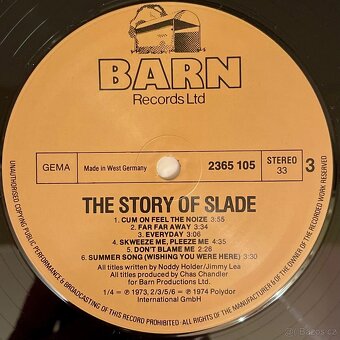 BARN
Records Ltd
GEMA
Made in West Germany
2365 105
STEREO
33
3
THE STORY OF SLADE
1. CUM ON FEEL THE NOIZE 3:55
2. FAR FAR AWAY 3:34
3. EVERYDAY 3:06
4. SKWEEZE ME, PLEEZE ME 4:35
5. DON'T BLAME ME 2:26
6. SUMMER SONG (WISHING YOU WERE HERE) 3:30
All titles written by Noddy Holder/Jimmy Lea
All titles produced by Chas Chandler
for Barn Productions Ltd.
1/4 = ℗ 1973, 2/3/5/6 = ℗ 1974 Polydor
International GmbH
UNAUTHORISED COPYING PUBLIC PERFORMANCE & BROADCASTING OF THIS RECORD PROHIBITED · ALL RIGHTS OF THE MANUFACTURER & OF THE OWNER OF THE RECORDED WORK RESERVED